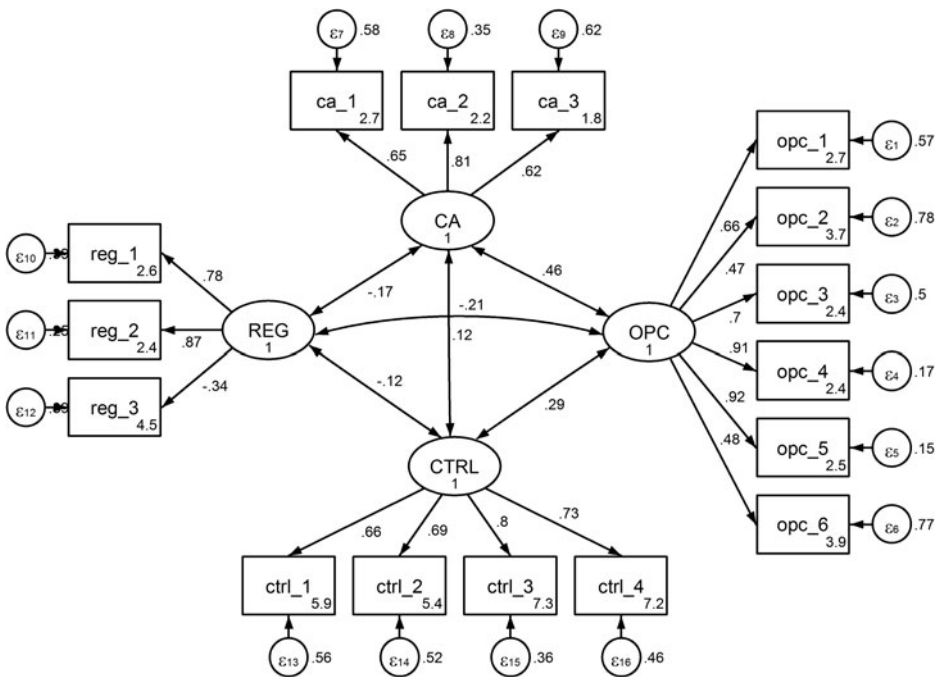 ε7 .58 ε8 .35 ε9 .62
ca_1 2.7 ca_2 2.2 ca_3 1.8
.65 .81 .62
CA 1
opc_1 2.7 ε1 .57
opc_2 3.7 ε2 .78
opc_3 2.4 ε3 .5
opc_4 2.4 ε4 .17
opc_5 2.5 ε5 .15
opc_6 3.9 ε6 .77
.66
.47
.7
.91
.92
.48
OPC 1
ε10 reg_1 2.6
ε11 reg_2 2.4
ε12 reg_3 4.5
.78
.87
-.34
REG 1
-.17 .46
-.21
.12
-.12 .29
CTRL 1
.66 .69 .8 .73
ctrl_1 5.9 ctrl_2 5.4 ctrl_3 7.3 ctrl_4 7.2
ε13 .56 ε14 .52 ε15 .36 ε16 .46